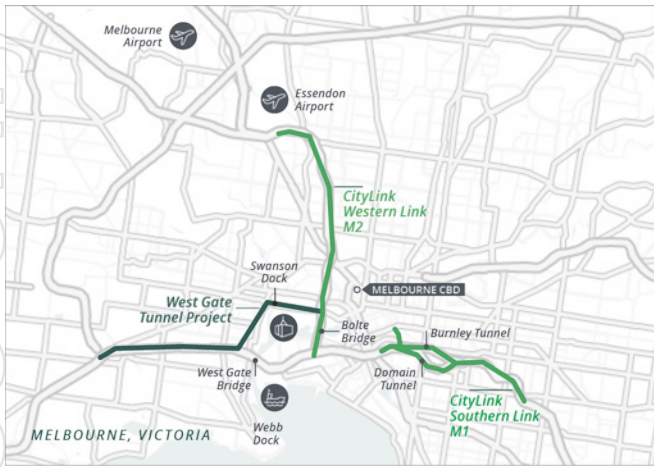 Melbourne
Airport
Essendon
Airport
CityLink
Western Link
M2
Swanson
Dock
MELBOURNE CBD
West Gate
Tunnel Project
Bolte
Bridge
Burnley Tunnel
West Gate
Bridge
Domain
Tunnel
CityLink
Southern Link
M1
Webb
Dock
MELBOURNE, VICTORIA